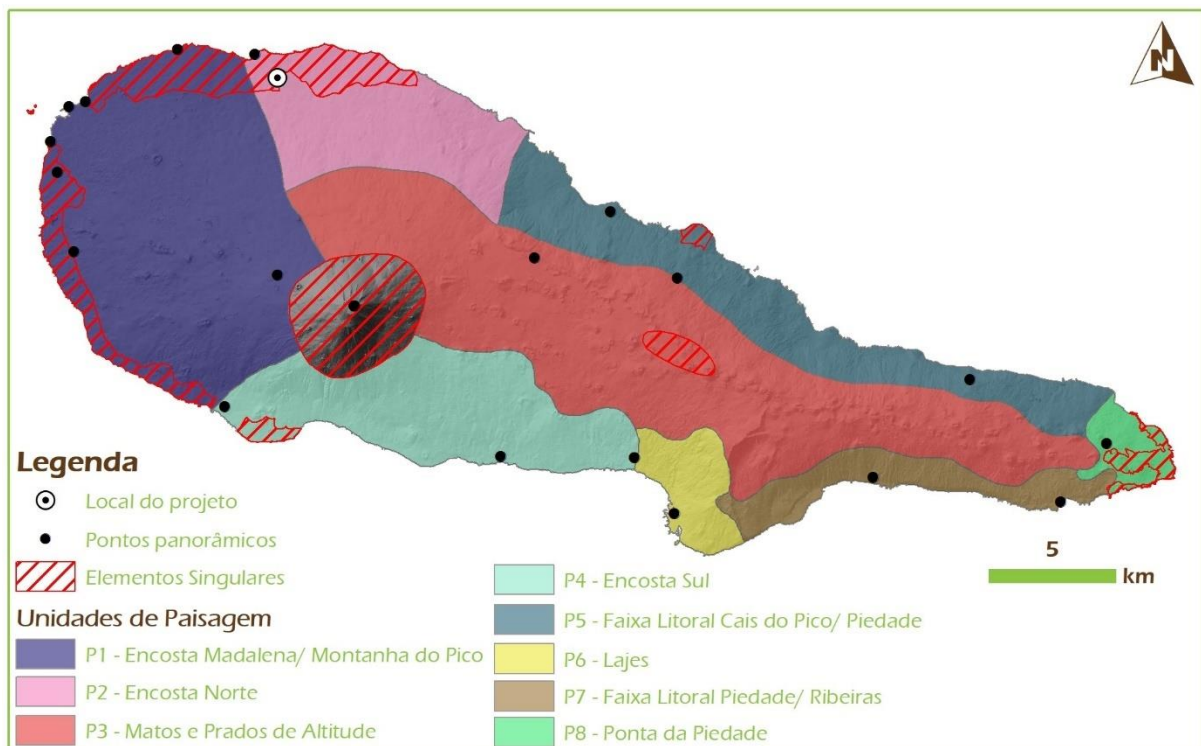 N
Legenda
Local do projeto
Pontos panorâmicos
Elementos Singulares
Unidades de Paisagem
P1 - Encosta Madalena/ Montanha do Pico
P2 - Encosta Norte
P3 - Matos e Prados de Altitude
P4 - Encosta Sul
P5 - Faixa Litoral Cais do Pico/ Piedade
P6 - Lajes
P7 - Faixa Litoral Piedade/ Ribeiras
P8 - Ponta da Piedade
5
km